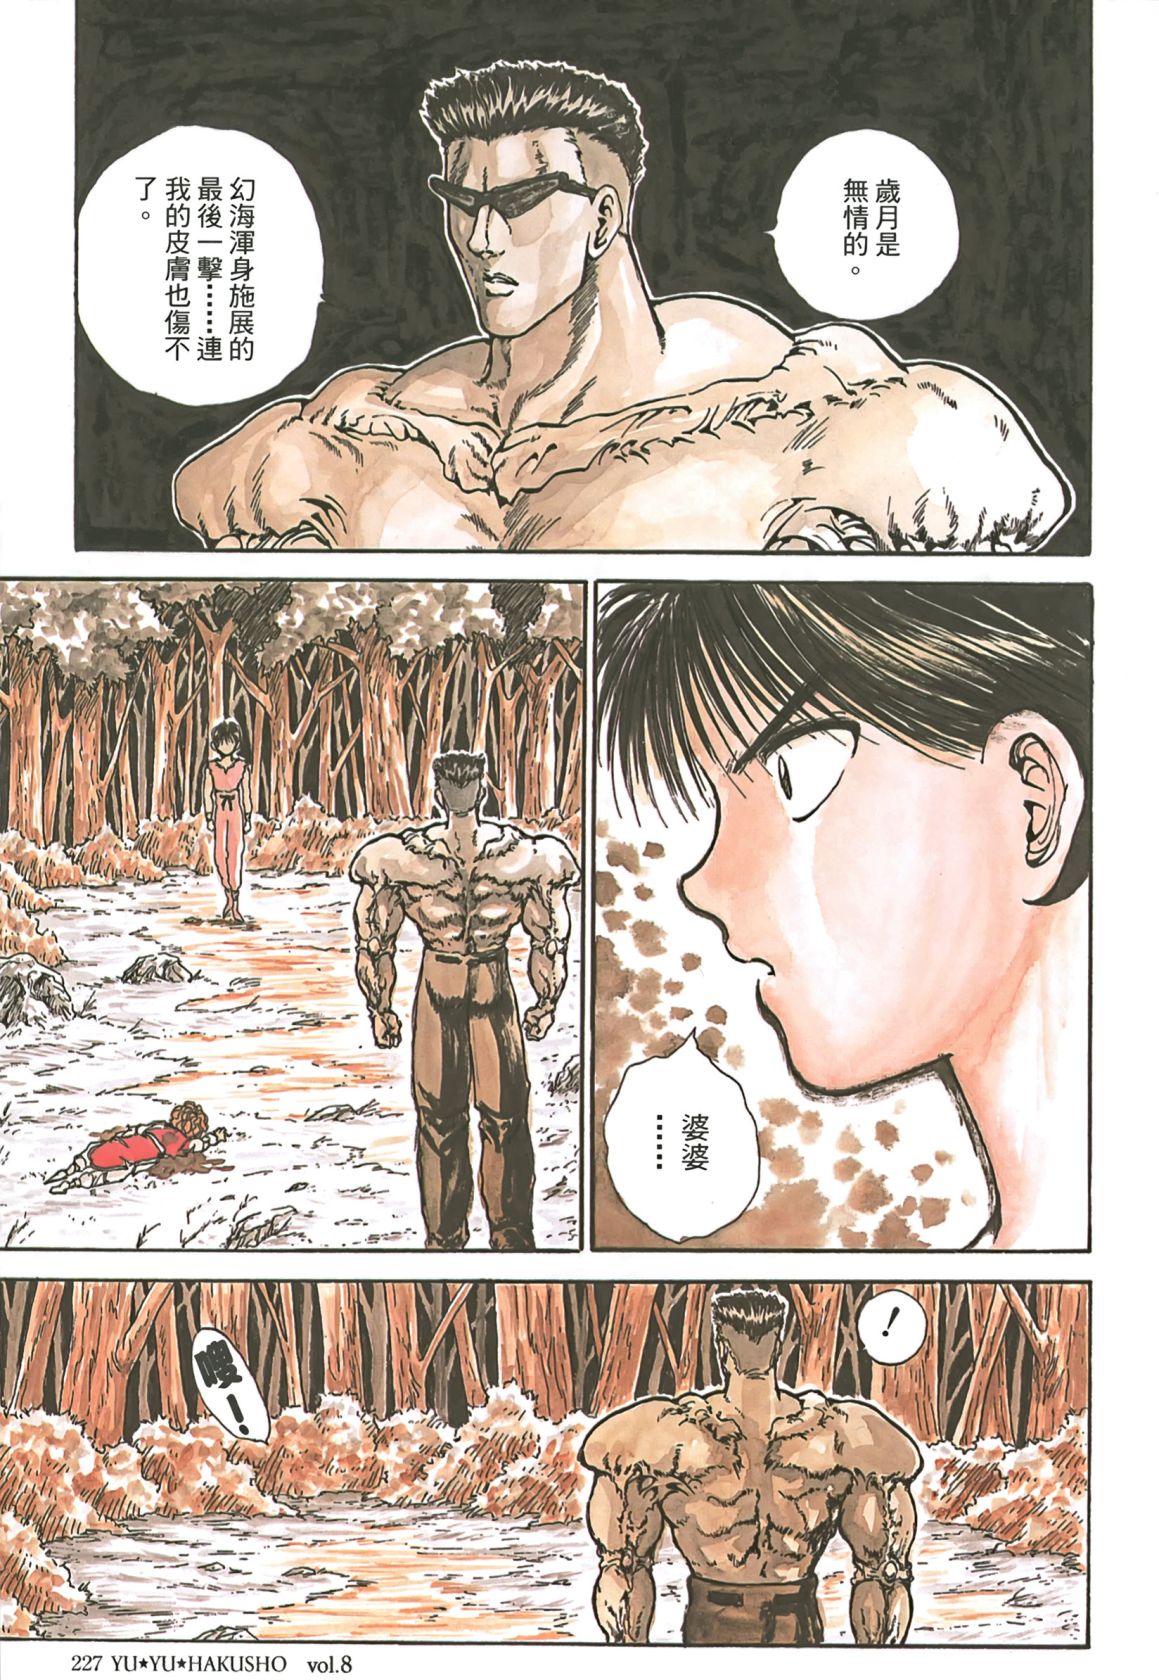 歲月是
無情的。
幻海渾身施展的
最後一擊……連
我的皮膚也傷不
了。
婆婆
……
！
嗖！
227 YU★YU★HAKUSHO vol.8